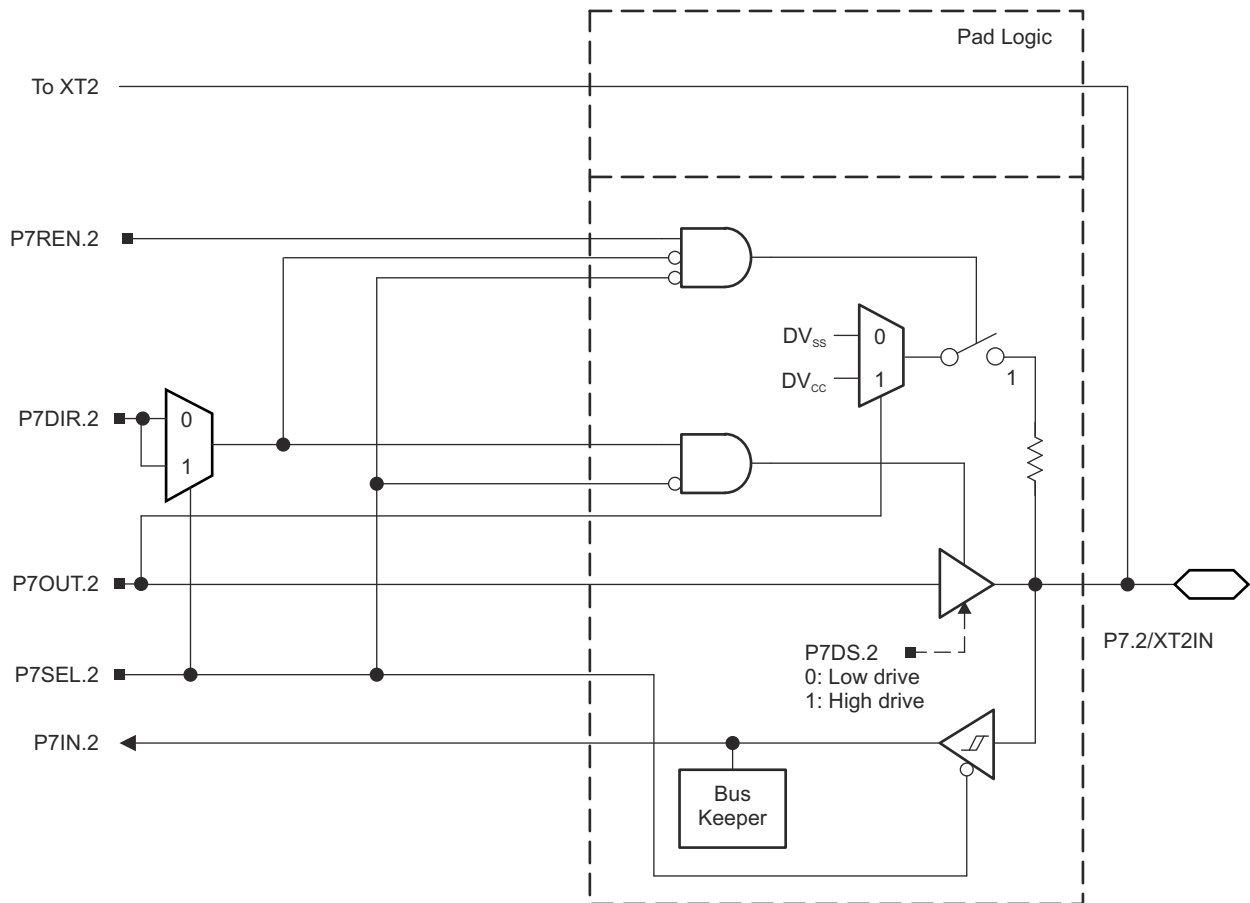 Pad Logic
To XT2
P7REN.2
DVSS
0
DVCC
1
1
P7DIR.2
0
1
P7OUT.2
P7DS.2
0: Low drive
1: High drive
P7.2/XT2IN
P7SEL.2
P7IN.2
Bus
Keeper